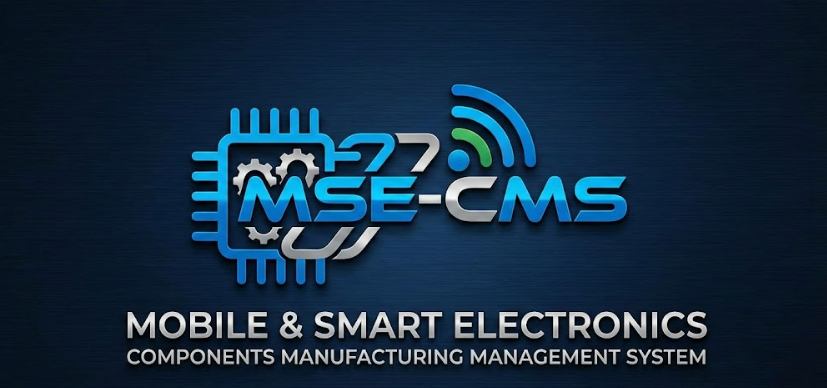 MSE-CMS
MOBILE & SMART ELECTRONICS
COMPONENTS MANUFACTURING MANAGEMENT SYSTEM